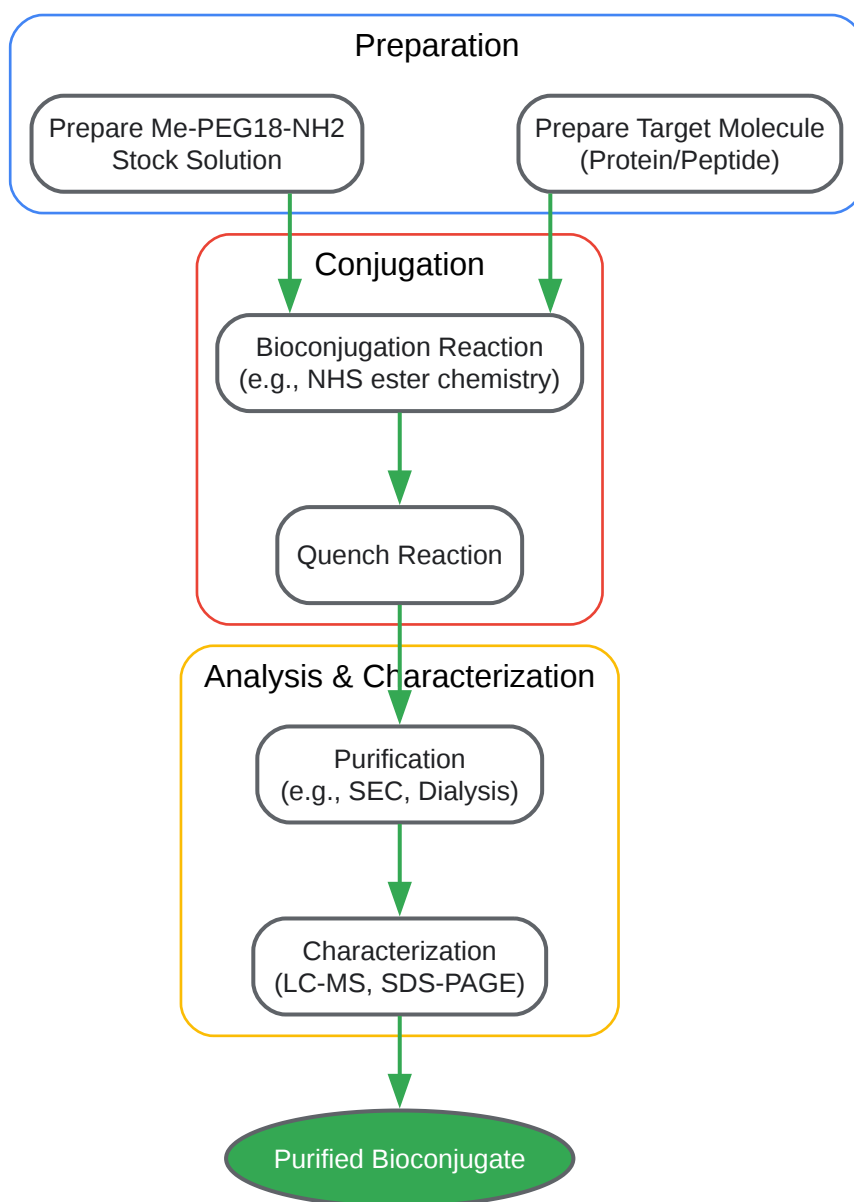 Preparation
Prepare Me-PEG18-NH2
Stock Solution
Prepare Target Molecule
(Protein/Peptide)
Conjugation
Bioconjugation Reaction
(e.g., NHS ester chemistry)
Quench Reaction
Analysis & Characterization
Purification
(e.g., SEC, Dialysis)
Characterization
(LC-MS, SDS-PAGE)
Purified Bioconjugate